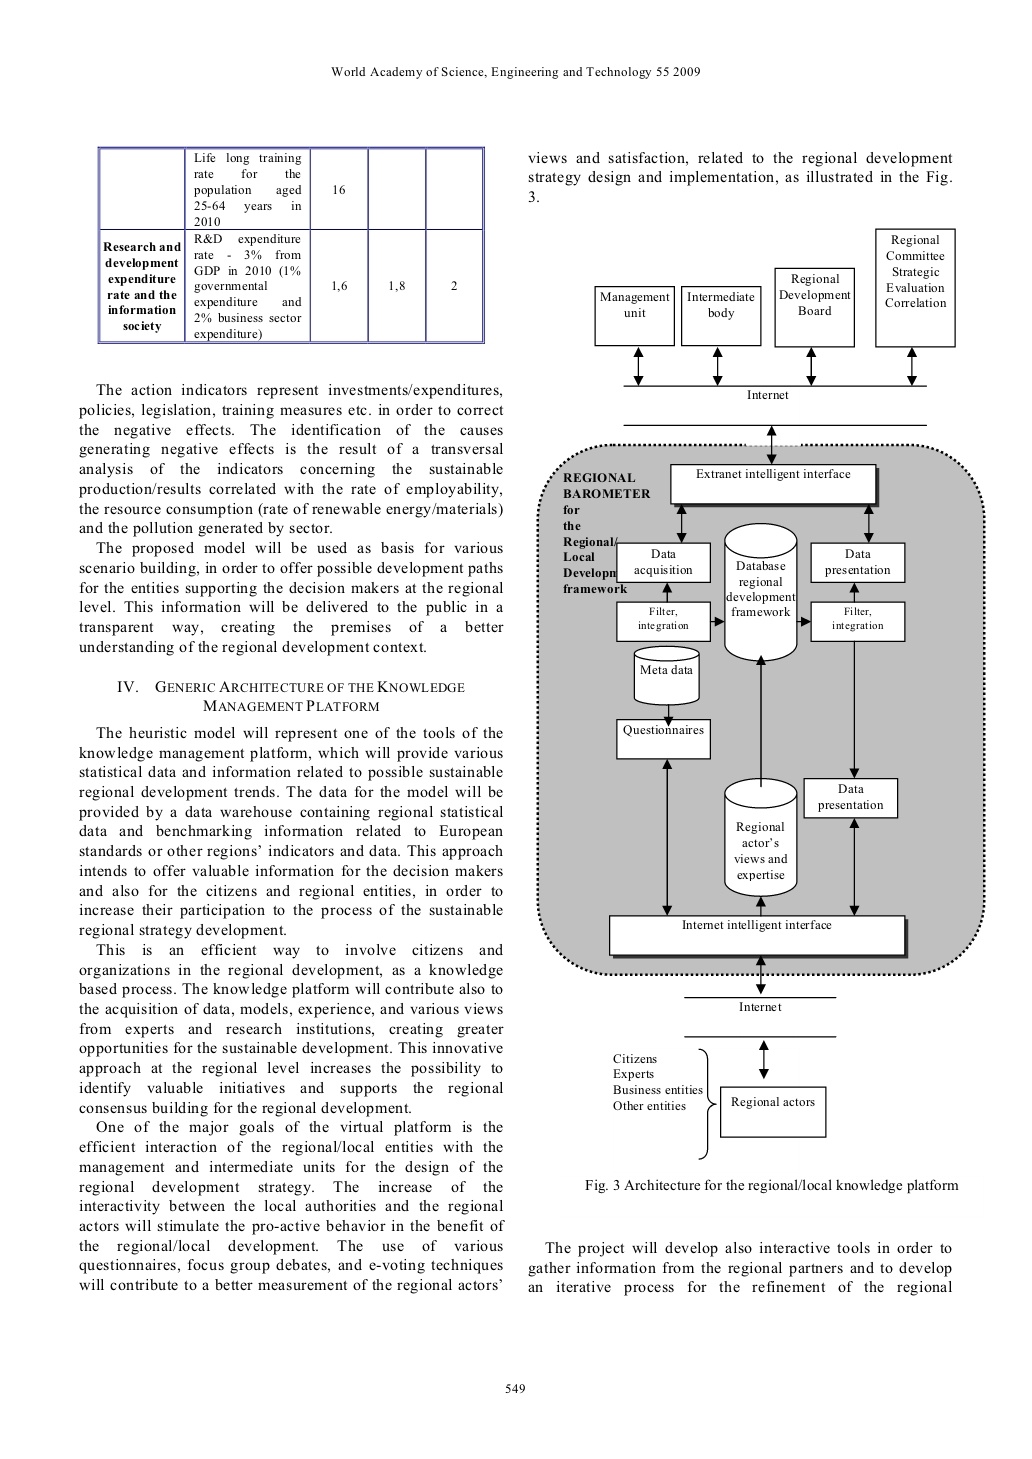 World Academy of Science, Engineering and Technology 55 2009
Life long training
rate for the
population aged
25-64 years in
2010
16
Research and
development
expenditure
rate and the
information
society
R&D expenditure
rate - 3% from
GDP in 2010 (1%
governmental
expenditure and
2% business sector
expenditure)
1,6
1,8
2
The action indicators represent investments/expenditures,
policies, legislation, training measures etc. in order to correct
the negative effects. The identification of the causes
generating negative effects is the result of a transversal
analysis of the indicators concerning the sustainable
production/results correlated with the rate of employability,
the resource consumption (rate of renewable energy/materials)
and the pollution generated by sector.
The proposed model will be used as basis for various
scenario building, in order to offer possible development paths
for the entities supporting the decision makers at the regional
level. This information will be delivered to the public in a
transparent way, creating the premises of a better
understanding of the regional development context.
IV. GENERIC ARCHITECTURE OF THE KNOWLEDGE
MANAGEMENT PLATFORM
The heuristic model will represent one of the tools of the
knowledge management platform, which will provide various
statistical data and information related to possible sustainable
regional development trends. The data for the model will be
provided by a data warehouse containing regional statistical
data and benchmarking information related to European
standards or other regions' indicators and data. This approach
intends to offer valuable information for the decision makers
and also for the citizens and regional entities, in order to
increase their participation to the process of the sustainable
regional strategy development.
This is an efficient way to involve citizens and
organizations in the regional development, as a knowledge
based process. The knowledge platform will contribute also to
the acquisition of data, models, experience, and various views
from experts and research institutions, creating greater
opportunities for the sustainable development. This innovative
approach at the regional level increases the possibility to
identify valuable initiatives and supports the regional
consensus building for the regional development.
One of the major goals of the virtual platform is the
efficient interaction of the regional/local entities with the
management and intermediate units for the design of the
regional development strategy. The increase of the
interactivity between the local authorities and the regional
actors will stimulate the pro-active behavior in the benefit of
the regional/local development. The use of various
questionnaires, focus group debates, and e-voting techniques
will contribute to a better measurement of the regional actors'
views and satisfaction, related to the regional development
strategy design and implementation, as illustrated in the Fig.
3.
Management
unit
Intermediate
body
Regional
Development
Board
Regional
Committee
Strategic
Evaluation
Correlation
Internet
REGIONAL
BAROMETER
for
the
Regional/
Local
Developm
framework
Extranet intelligent interface
Data
acquisition
Database
regional
development
framework
Data
presentation
Filter,
integration
Filter,
integration
Meta data
Questionnaires
Data
presentation
Regional
actor's
views and
expertise
Internet intelligent interface
Internet
Citizens
Experts
Business entities
Other entities
Regional actors
Fig. 3 Architecture for the regional/local knowledge platform
The project will develop also interactive tools in order to
gather information from the regional partners and to develop
an iterative process for the refinement of the regional
549